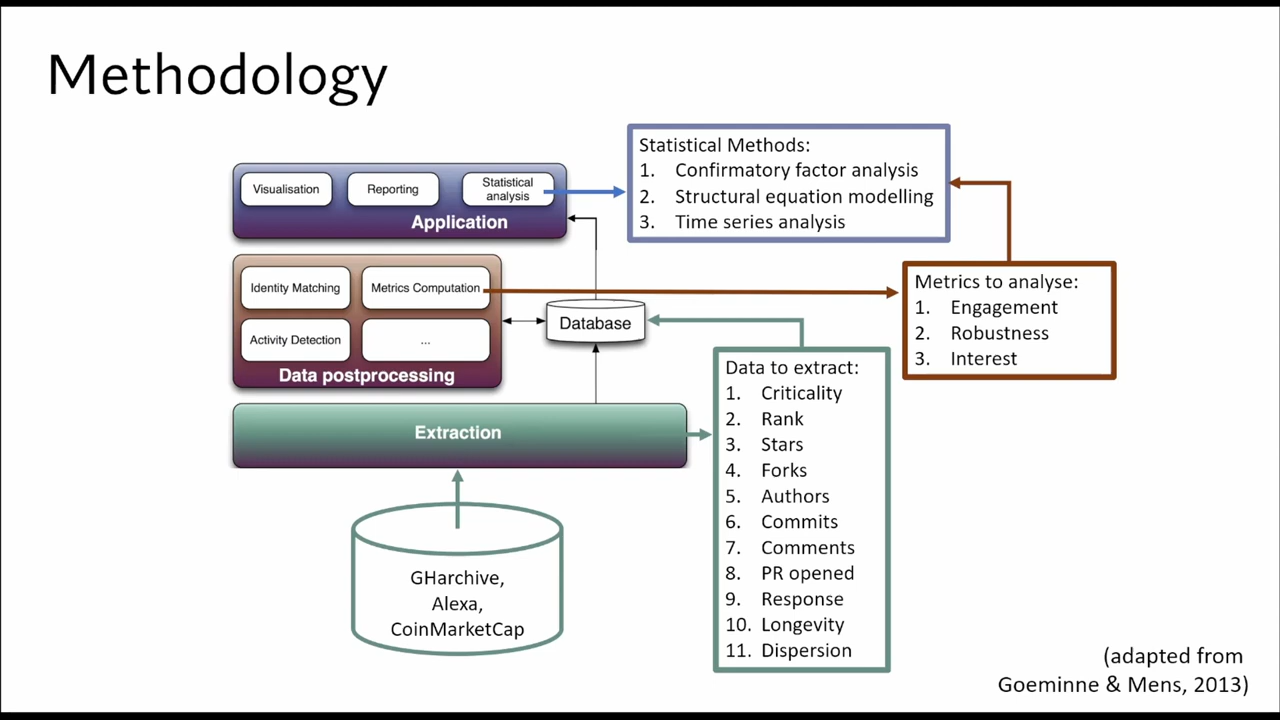 Methodology
Visualisation
Reporting
Statistical
analysis
Application
Statistical Methods:
1. Confirmatory factor analysis
2. Structural equation modelling
3. Time series analysis
Identity Matching
Metrics Computation
Activity Detection
...
Data postprocessing
Database
Metrics to analyse:
1. Engagement
2. Robustness
3. Interest
Extraction
Data to extract:
1. Criticality
2. Rank
3. Stars
4. Forks
5. Authors
6. Commits
7. Comments
8. PR opened
9. Response
10. Longevity
11. Dispersion
GHarchive,
Alexa,
CoinMarketCap
(adapted from
Goeminne & Mens, 2013)